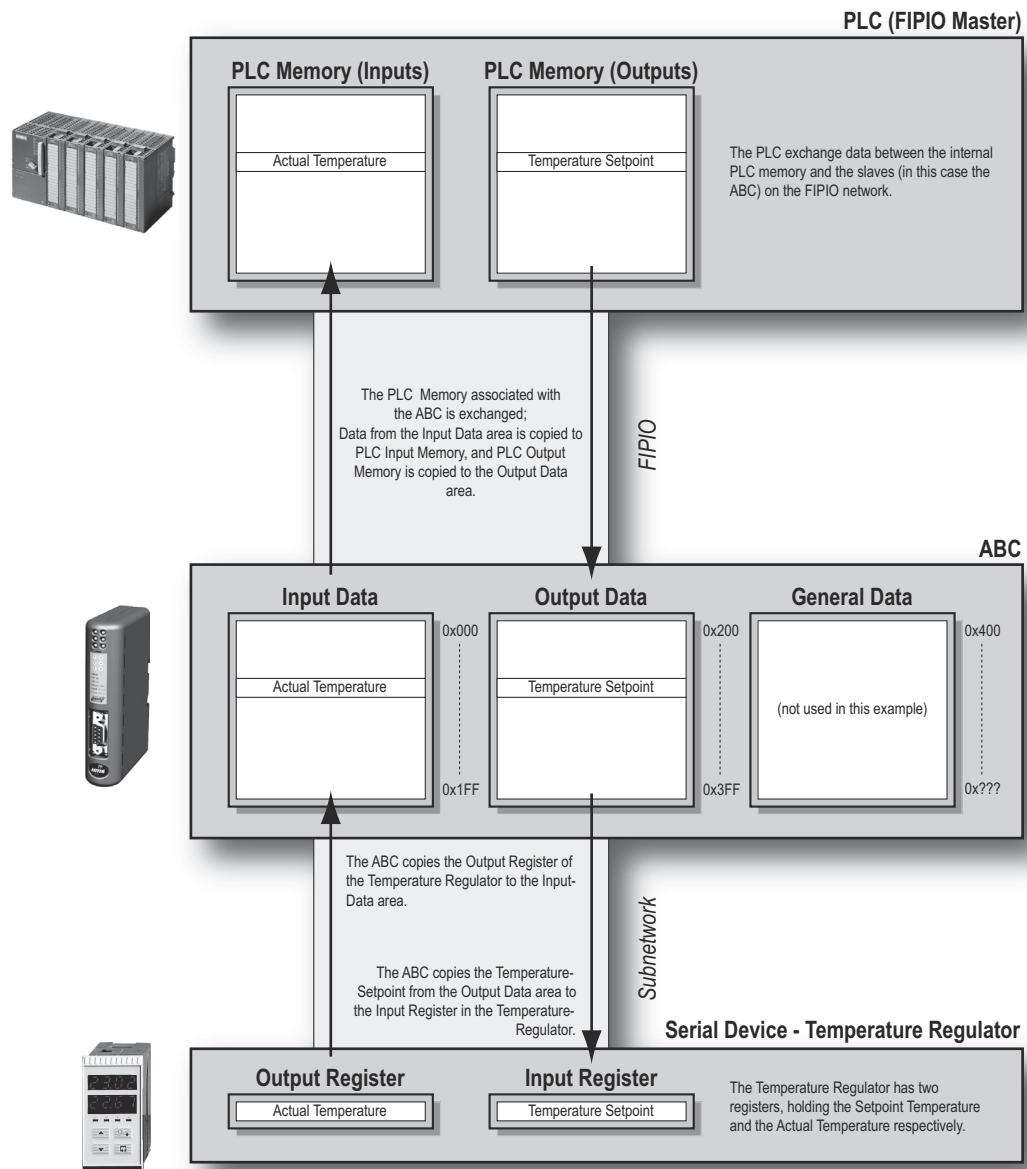 PLC (FIPIO Master)
PLC Memory (Inputs)
PLC Memory (Outputs)
Actual Temperature
Temperature Setpoint
The PLC exchange data between the internal
PLC memory and the slaves (in this case the
ABC) on the FIPIO network.
The PLC Memory associated with
the ABC is exchanged;
Data from the Input Data area is copied to
PLC Input Memory, and PLC Output
Memory is copied to the Output Data
area.
FIPIO
ABC
Input Data
Output Data
General Data
0x000
0x200
0x400
Actual Temperature
Temperature Setpoint
(not used in this example)
0x1FF
0x3FF
0x???
The ABC copies the Output Register of
the Temperature Regulator to the Input-
Data area.
The ABC copies the Temperature-
Setpoint from the Output Data area to
the Input Register in the Temperature-
Regulator.
Subnetwork
Serial Device - Temperature Regulator
Output Register
Input Register
Actual Temperature
Temperature Setpoint
The Temperature Regulator has two
registers, holding the Setpoint Temperature
and the Actual Temperature respectively.